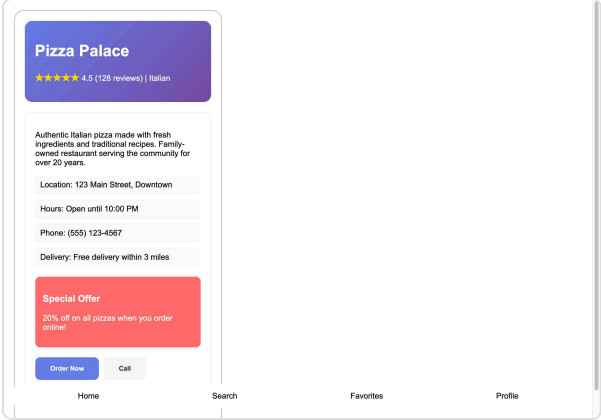 Pizza Palace
★★★★★ 4.5 (128 reviews) | Italian
Authentic Italian pizza made with fresh
ingredients and traditional recipes. Family-
owned restaurant serving the community for
over 20 years.
Location: 123 Main Street, Downtown
Hours: Open until 10:00 PM
Phone: (555) 123-4567
Delivery: Free delivery within 3 miles
Special Offer
20% off on all pizzas when you order
online!
Order Now Call
Home Search Favorites Profile